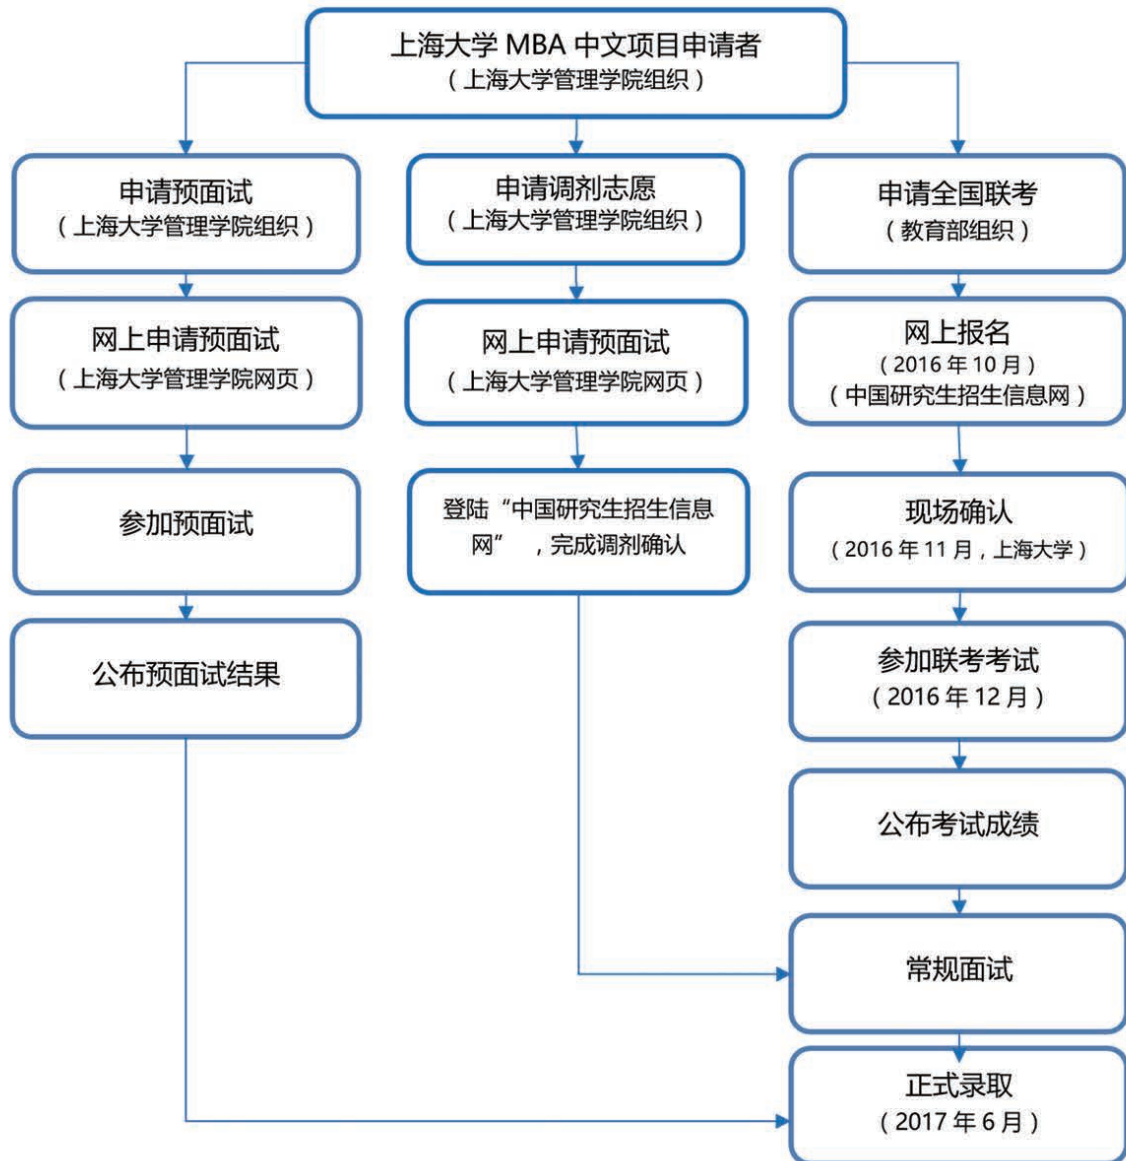 上海大学 MBA 中文项目申请者
（上海大学管理学院组织）
申请预面试
（上海大学管理学院组织）
网上申请预面试
（上海大学管理学院网页）
参加预面试
公布预面试结果
申请调剂志愿
（上海大学管理学院组织）
网上申请预面试
（上海大学管理学院网页）
登陆“中国研究生招生信息
网” ，完成调剂确认
申请全国联考
（教育部组织）
网上报名
（2016 年 10 月）
（中国研究生招生信息网）
现场确认
（2016 年 11 月，上海大学）
参加联考考试
（2016 年 12 月）
公布考试成绩
常规面试
正式录取
（2017 年 6 月）